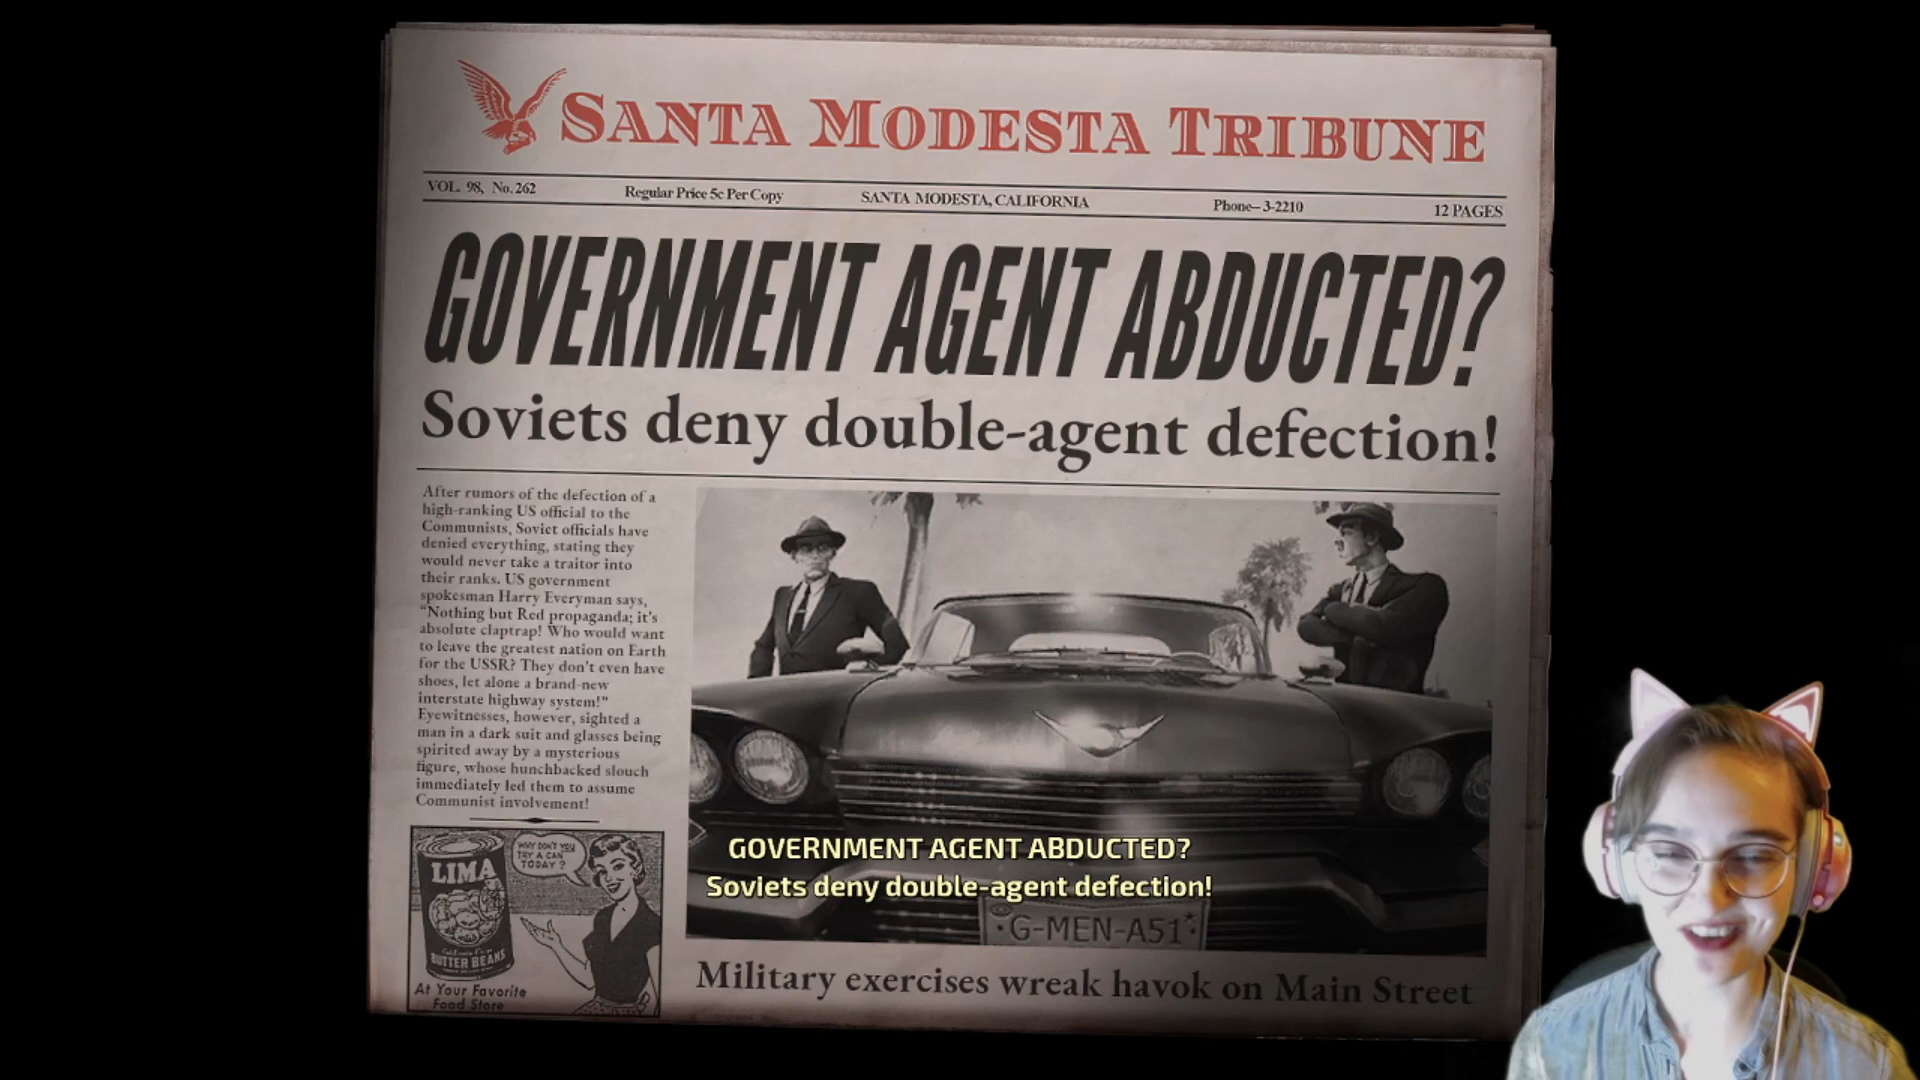 SANTA MODESTA TRIBUNE
VOL. 98, No. 262 Regular Price 5c Per Copy SANTA MODESTA, CALIFORNIA Phone—3-2210 12 PAGES
GOVERNMENT AGENT ABDUCTED?
Soviets deny double-agent defection!
After rumors of the defection of a
high-ranking US official to the
Communists, Soviet officials have
denied everything, stating they
would never take a traitor into
their ranks. US government
spokesman Harry Everyman says,
“Nothing but Red propaganda; it's
absolute claptrap! Who would want
to leave the greatest nation on Earth
for the USSR? They don't even have
shoes, let alone a brand-new
interstate highway system!”
Eyewitnesses, however, sighted a
man in a dark suit and glasses being
spirited away by a mysterious
figure, whose hunchbacked slouch
immediately led them to assume
Communist involvement!
WHY DON'T YOU
TRY A CAN
TODAY?
LIMA
BUTTER BEANS
At Your Favorite
Food Store
GOVERNMENT AGENT ABDUCTED?
Soviets deny double-agent defection!
G-MEN-A51
Military exercises wreak havok on Main Street